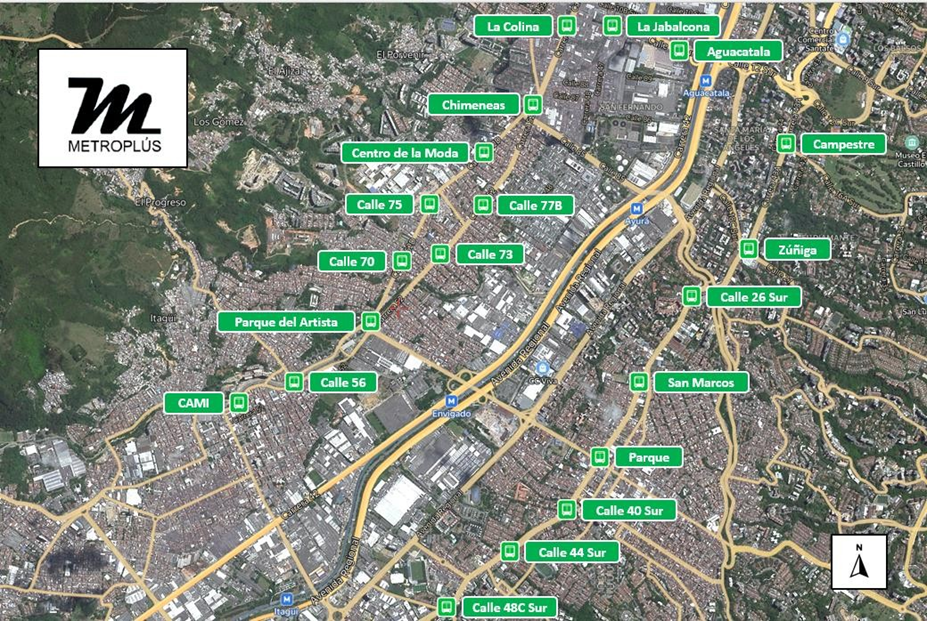 La Colina
La Jabalcona
Aguacatala
Aguacatala
METROPLÚS
Chimeneas
SAN FERNANDO
Los Gómez
Centro de la Moda
Campestre
Calle 75
Calle 77B
El Progreso
Ayurá
Calle 70
Calle 73
Zúñiga
Calle 26 Sur
Itagüí
Parque del Artista
Avenida Regional
Calle 56
San Marcos
CAMI
Envigado
Parque
Calle 40 Sur
Calle 44 Sur
N
Itagüí
Calle 48C Sur